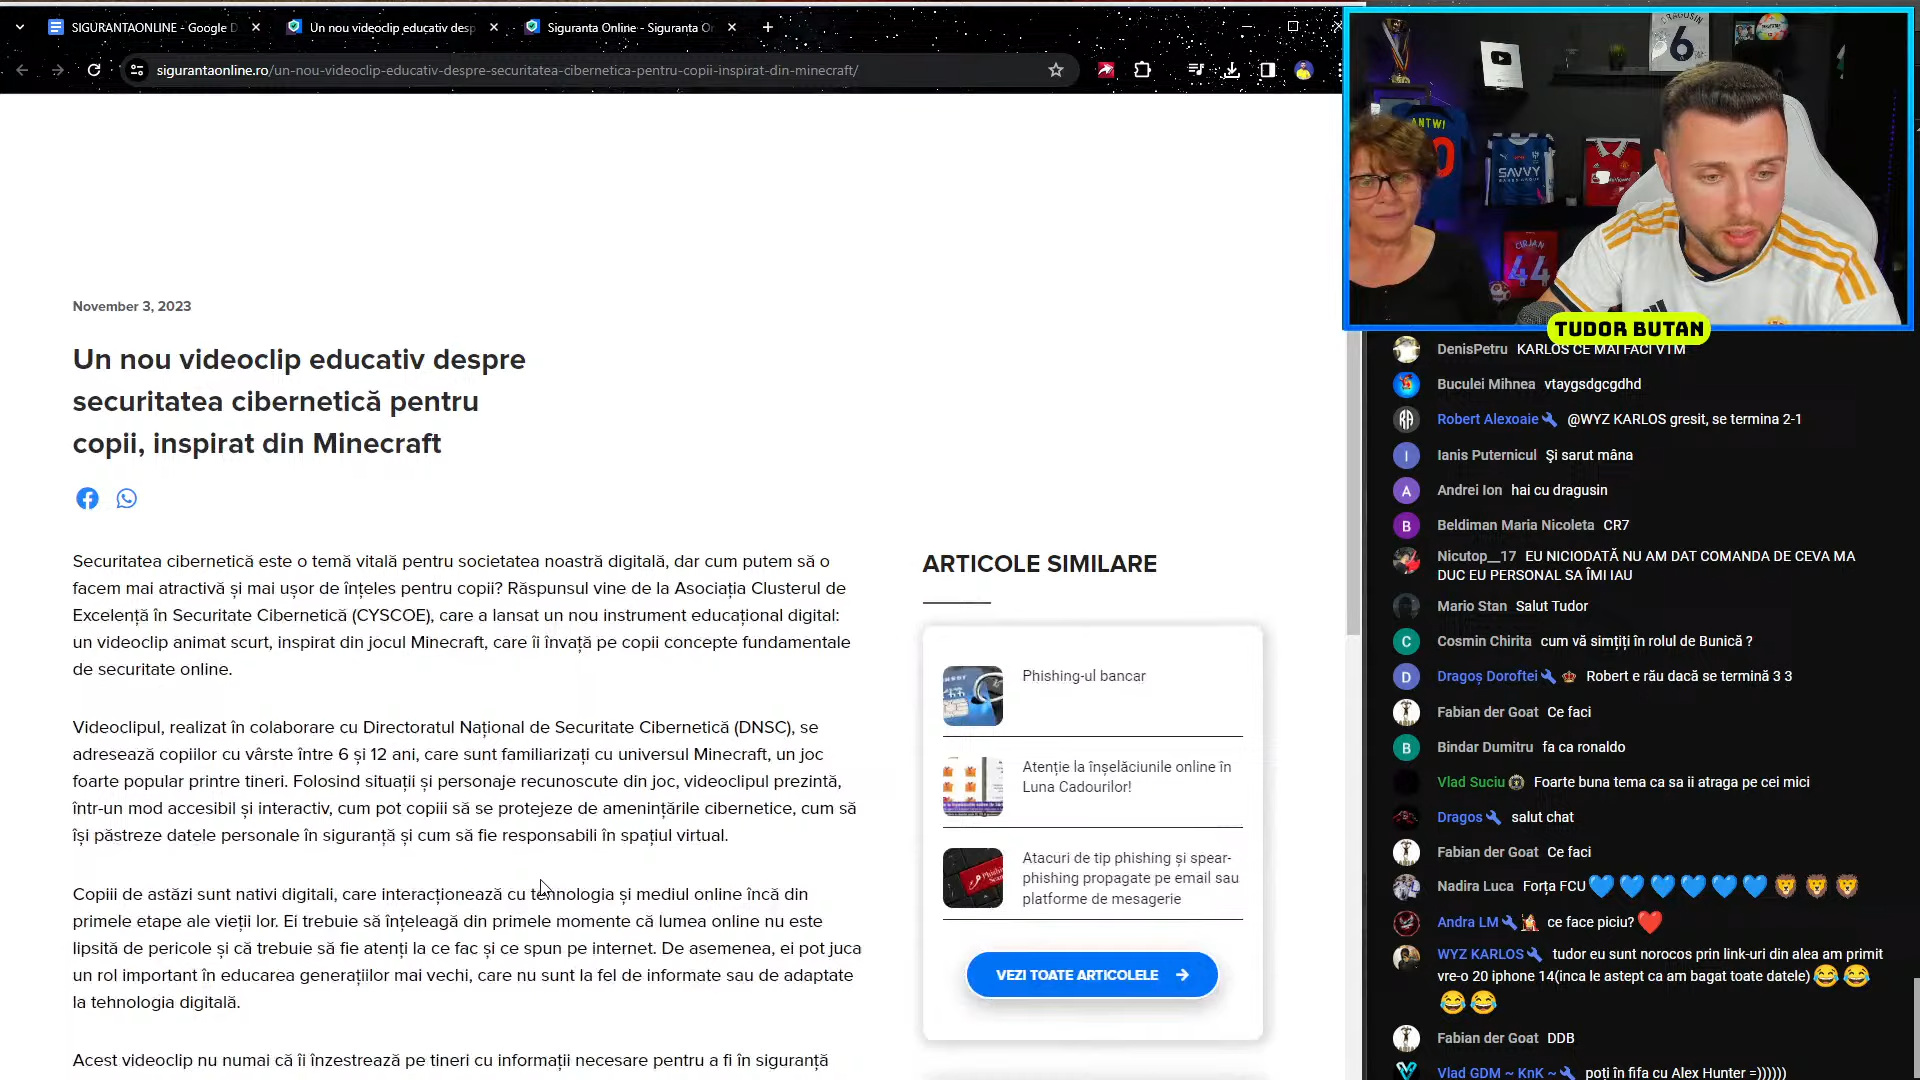 SIGURANTAONLINE - Google D
Un nou videoclip educativ desp
Siguranta Online - Siguranta Or
sigurantaonline.ro/un-nou-videoclip-educativ-despre-securitatea-cibernetica-pentru-copii-inspirat-din-minecraft/
November 3, 2023
Un nou videoclip educativ despre
securitatea cibernetică pentru
copii, inspirat din Minecraft
Securitatea cibernetică este o temă vitală pentru societatea noastră digitală, dar cum putem să o
facem mai atractivă și mai ușor de înțeles pentru copii? Răspunsul vine de la Asociația Clusterul de
Excelență în Securitate Cibernetică (CYSCOE), care a lansat un nou instrument educațional digital:
un videoclip animat scurt, inspirat din jocul Minecraft, care îi învață pe copii concepte fundamentale
de securitate online.
Videoclipul, realizat în colaborare cu Directoratul Național de Securitate Cibernetică (DNSC), se
adresează copiilor cu vârste între 6 și 12 ani, care sunt familiarizați cu universul Minecraft, un joc
foarte popular printre tineri. Folosind situații și personaje recunoscute din joc, videoclipul prezintă,
într-un mod accesibil și interactiv, cum pot copiii să se protejeze de amenințările cibernetice, cum să
își păstreze datele personale în siguranță și cum să fie responsabili în spațiul virtual.
Copiii de astăzi sunt nativi digitali, care interacționează cu tehnologia și mediul online încă din
primele etape ale vieții lor. Ei trebuie să înțeleagă din primele momente că lumea online nu este
lipsită de pericole și că trebuie să fie atenți la ce fac și ce spun pe internet. De asemenea, ei pot juca
un rol important în educarea generațiilor mai vechi, care nu sunt la fel de informate sau de adaptate
la tehnologia digitală.
Acest videoclip nu numai că îi înzestrează pe tineri cu informații necesare pentru a fi în siguranță
ARTICOLE SIMILARE
Phishing-ul bancar
Atenție la înșelăciunile online în
Luna Cadourilor!
Atacuri de tip phishing și spear-
phishing propagate pe email sau
platforme de mesagerie
VEZI TOATE ARTICOLELE
DRAGUSIN
6
ANTWI
SAVVY
CIRJAN
44
TUDOR BUTAN
DenisPetru KARLOS CE MAI FACI VTM
Buculei Mihnea vtaygsdgcgdhd
Robert Alexoaie @WYZ KARLOS gresit, se termina 2-1
Ianis Puternicul Și sarut mâna
Andrei Ion hai cu dragusin
Beldiman Maria Nicoleta CR7
Nicutop__17 EU NICIODATĂ NU AM DAT COMANDA DE CEVA MA
DUC EU PERSONAL SA ÎMI IAU
Mario Stan Salut Tudor
Cosmin Chirita cum vă simțiți în rolul de Bunică ?
Dragoș Doroftei Robert e rău dacă se termină 3 3
Fabian der Goat Ce faci
Bindar Dumitru fa ca ronaldo
Vlad Suciu Foarte buna tema ca sa ii atraga pe cei mici
Dragos salut chat
Fabian der Goat Ce faci
Nadira Luca Forța FCU💙💙💙💙💙💙🦁🦁🦁
Andra LM ce face piciu?❤️
WYZ KARLOS tudor eu sunt norocos prin link-uri din alea am primit
vre-o 20 iphone 14(inca le astept ca am bagat toate datele)😂😂
😂😂
Fabian der Goat DDB
Vlad GDM ~ KnK ~ poți în fifa cu Alex Hunter =))))))